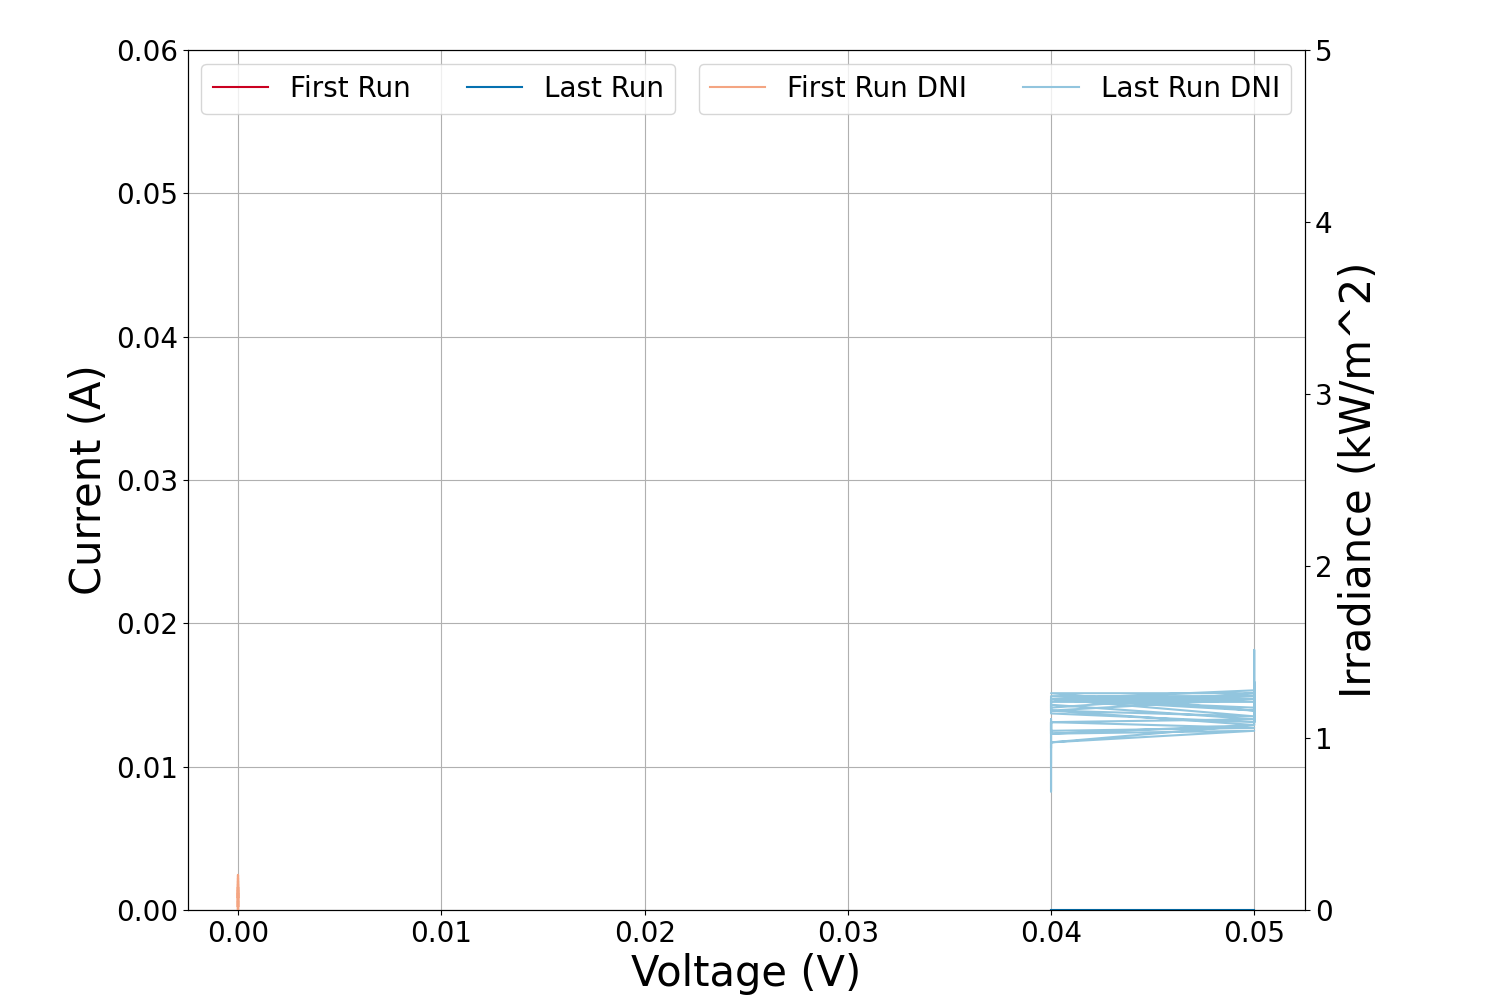 First Run
Last Run
First Run DNI
Last Run DNI
0.06
0.05
0.04
0.03
0.02
0.01
0.00
Current (A)
0.00
0.01
0.02
0.03
0.04
0.05
Voltage (V)
5
4
3
2
1
0
Irradiance (kW/m^2)